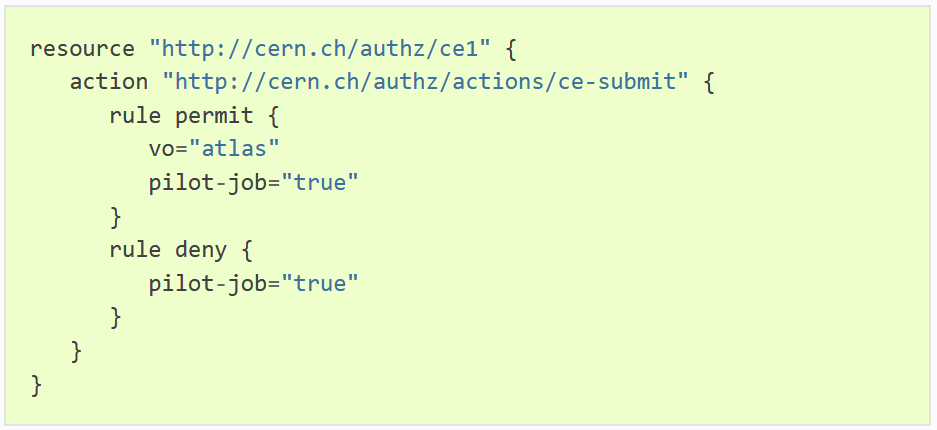 resource "http://cern.ch/authz/ce1" {
   action "http://cern.ch/authz/actions/ce-submit" {
      rule permit {
         vo="atlas"
         pilot-job="true"
      }
      rule deny {
         pilot-job="true"
      }
   }
}